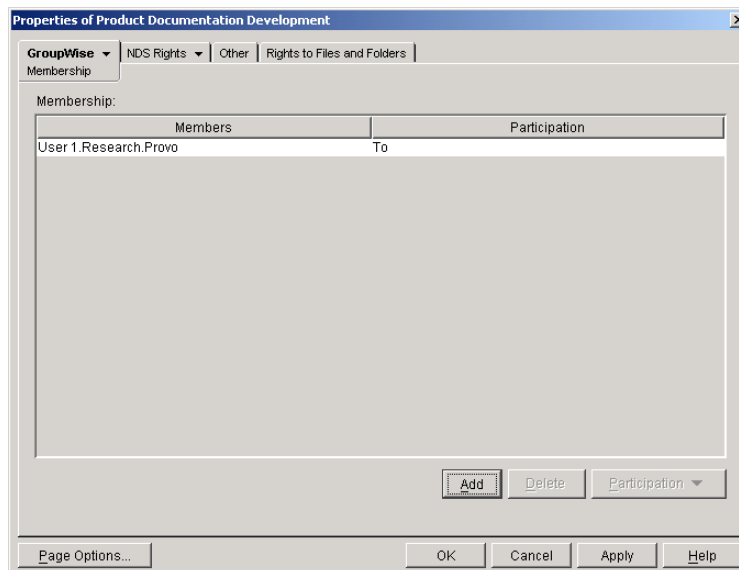 Properties of Product Documentation Development
GroupWise NDS Rights Other Rights to Files and Folders
Membership
Membership:
Members Participation
User 1.Research.Provo To
Add Delete Participation
Page Options... OK Cancel Apply Help